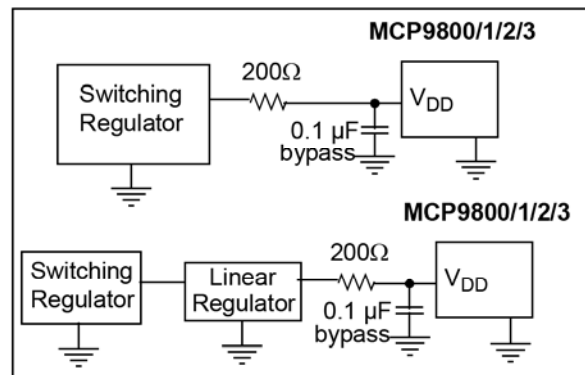 MCP9800/1/2/3
200Ω
Switching
Regulator
V_DD
0.1 µF
bypass
MCP9800/1/2/3
200Ω
Switching
Regulator
Linear
Regulator
V_DD
0.1 µF
bypass